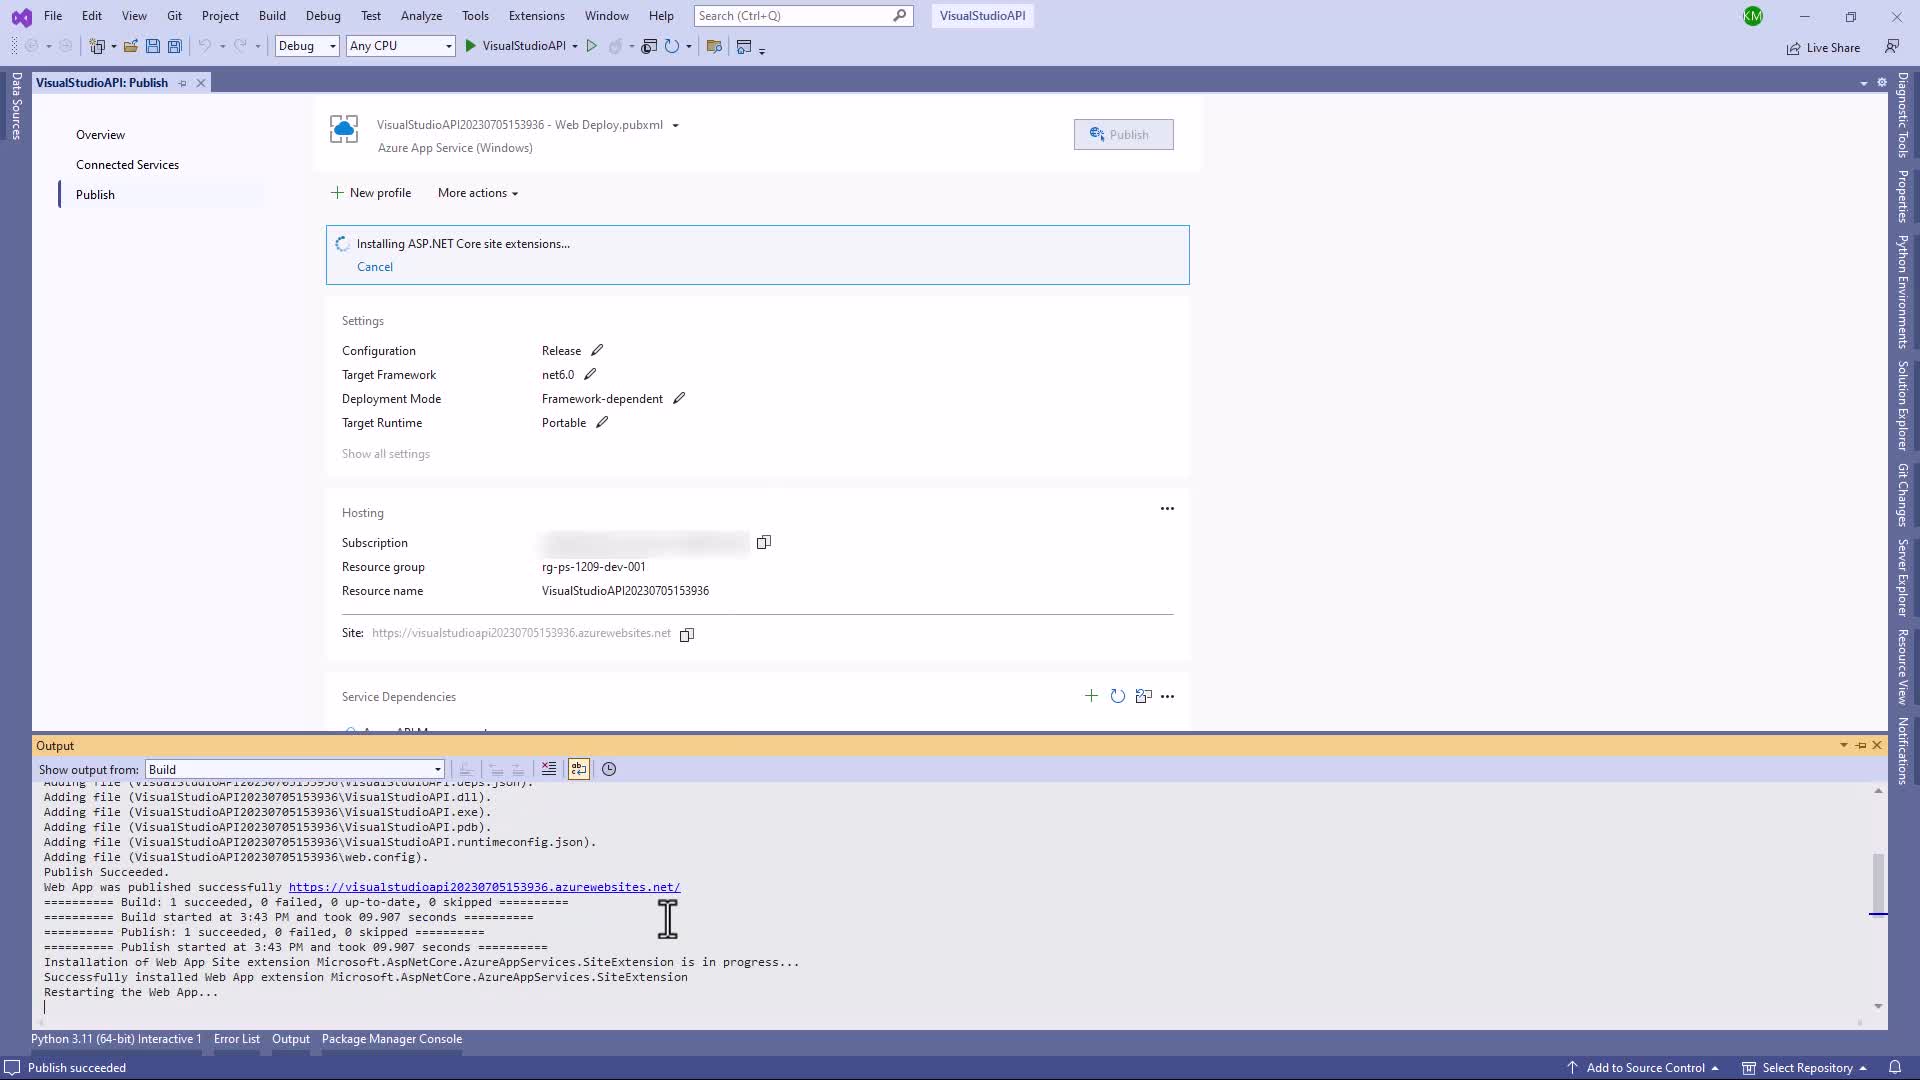 File Edit View Git Project Build Debug Test Analyze Tools Extensions Window Help Search (Ctrl+Q) VisualStudioAPI KM
Debug Any CPU VisualStudioAPI Live Share
Data Sources
VisualStudioAPI: Publish
Overview
Connected Services
Publish
VisualStudioAPI20230705153936 - Web Deploy.pubxml
Azure App Service (Windows)
Publish
New profile More actions
Installing ASP.NET Core site extensions...
Cancel
Settings
Configuration Release
Target Framework net6.0
Deployment Mode Framework-dependent
Target Runtime Portable
Show all settings
Hosting
Subscription
Resource group rg-ps-1209-dev-001
Resource name VisualStudioAPI20230705153936
Site: https://visualstudioapi20230705153936.azurewebsites.net
Service Dependencies
Diagnostic Tools
Properties
Python Environments
Solution Explorer
Git Changes
Server Explorer
Resource View
Notifications
Output
Show output from: Build
Adding file (VisualStudioAPI20230705153936\VisualStudioAPI.deps.json).
Adding file (VisualStudioAPI20230705153936\VisualStudioAPI.dll).
Adding file (VisualStudioAPI20230705153936\VisualStudioAPI.exe).
Adding file (VisualStudioAPI20230705153936\VisualStudioAPI.pdb).
Adding file (VisualStudioAPI20230705153936\VisualStudioAPI.runtimeconfig.json).
Adding file (VisualStudioAPI20230705153936\web.config).
Publish Succeeded.
Web App was published successfully https://visualstudioapi20230705153936.azurewebsites.net/
========== Build: 1 succeeded, 0 failed, 0 up-to-date, 0 skipped ==========
========== Build started at 3:43 PM and took 09.907 seconds ==========
========== Publish: 1 succeeded, 0 failed, 0 skipped ==========
========== Publish started at 3:43 PM and took 09.907 seconds ==========
Installation of Web App Site extension Microsoft.AspNetCore.AzureAppServices.SiteExtension is in progress...
Successfully installed Web App extension Microsoft.AspNetCore.AzureAppServices.SiteExtension
Restarting the Web App...
Python 3.11 (64-bit) Interactive 1 Error List Output Package Manager Console
Publish succeeded Add to Source Control Select Repository